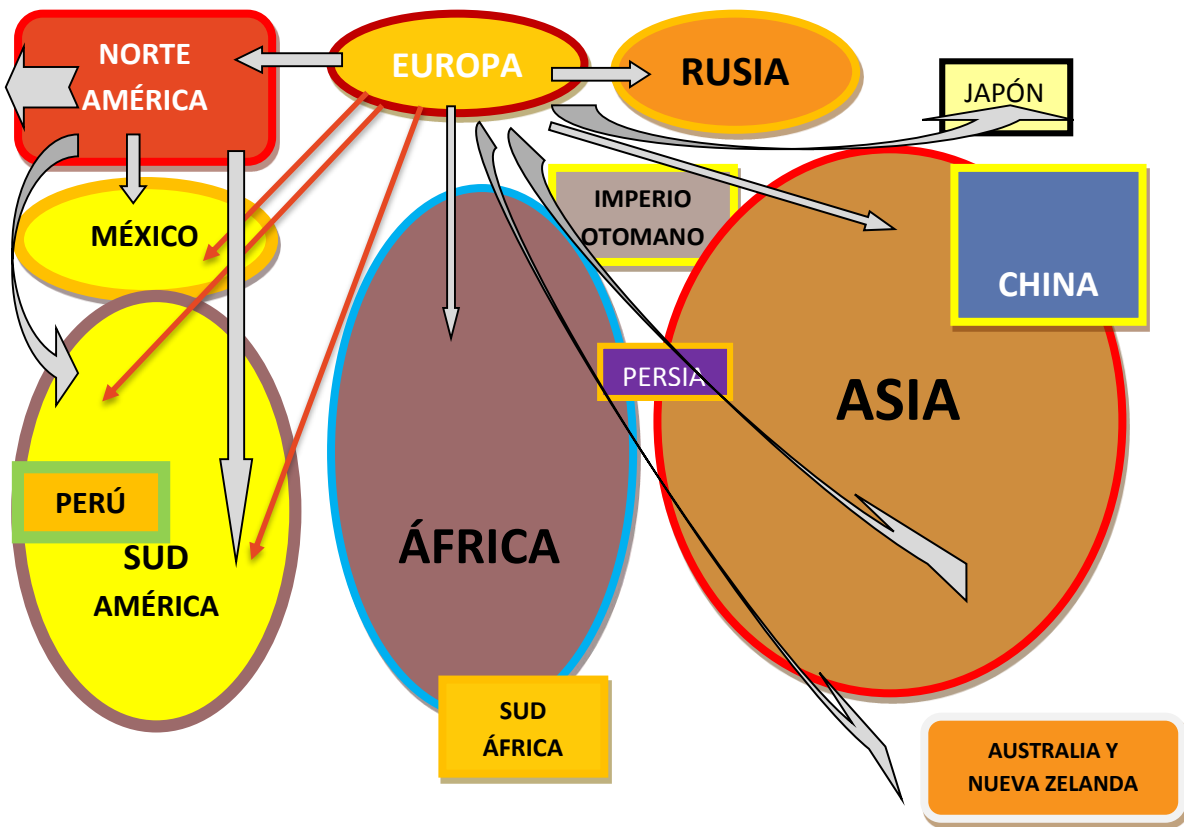 NORTE
AMÉRICA
EUROPA
RUSIA
JAPÓN
MÉXICO
IMPERIO
OTOMANO
CHINA
PERSIA
ASIA
PERÚ
SUD
AMÉRICA
ÁFRICA
SUD
ÁFRICA
AUSTRALIA Y
NUEVA ZELANDA